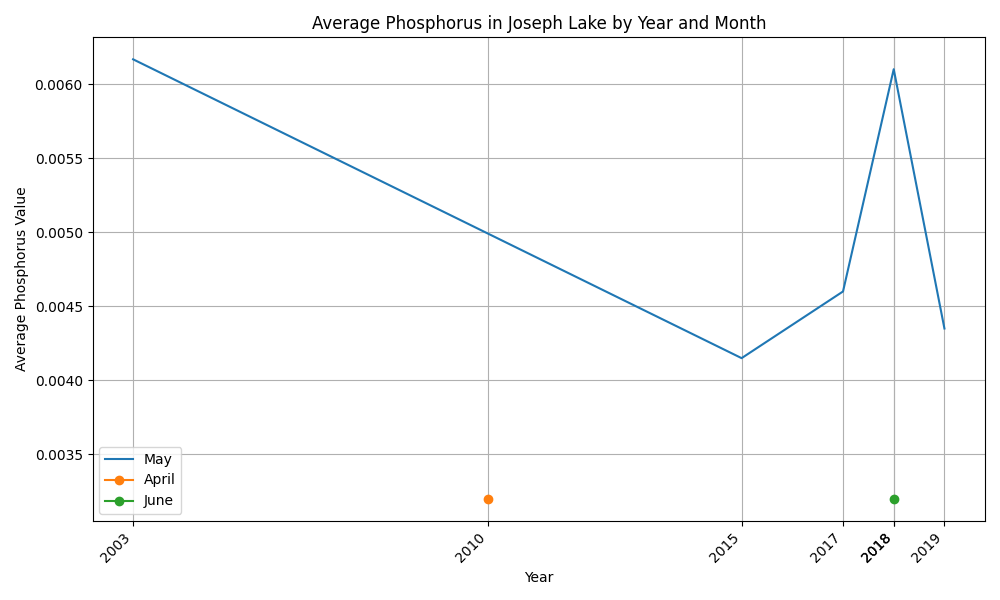 Average Phosphorus in Joseph Lake by Year and Month
Average Phosphorus Value
0.0060
0.0055
0.0050
0.0045
0.0040
0.0035
May
April
June
2003
2010
2015
2017
2018
2018
2019
Year